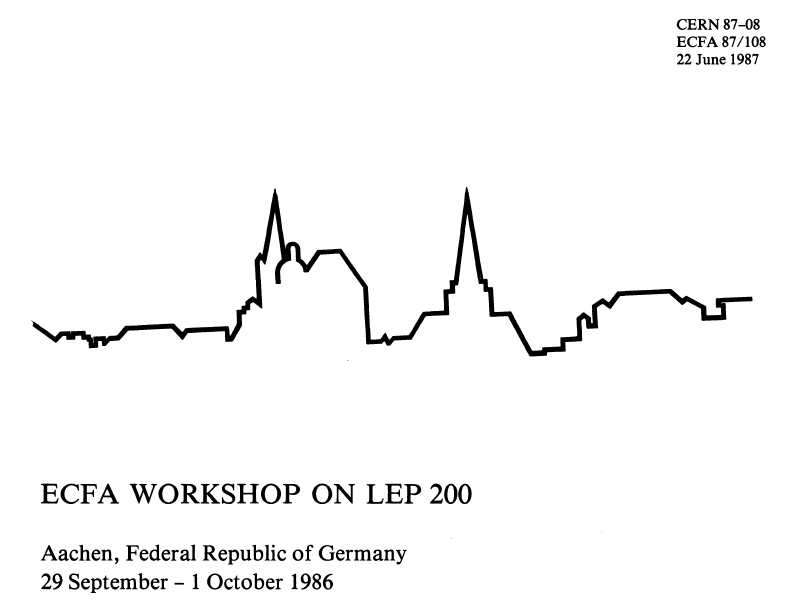 CERN 87–08
ECFA 87/108
22 June 1987
ECFA WORKSHOP ON LEP 200
Aachen, Federal Republic of Germany
29 September – 1 October 1986